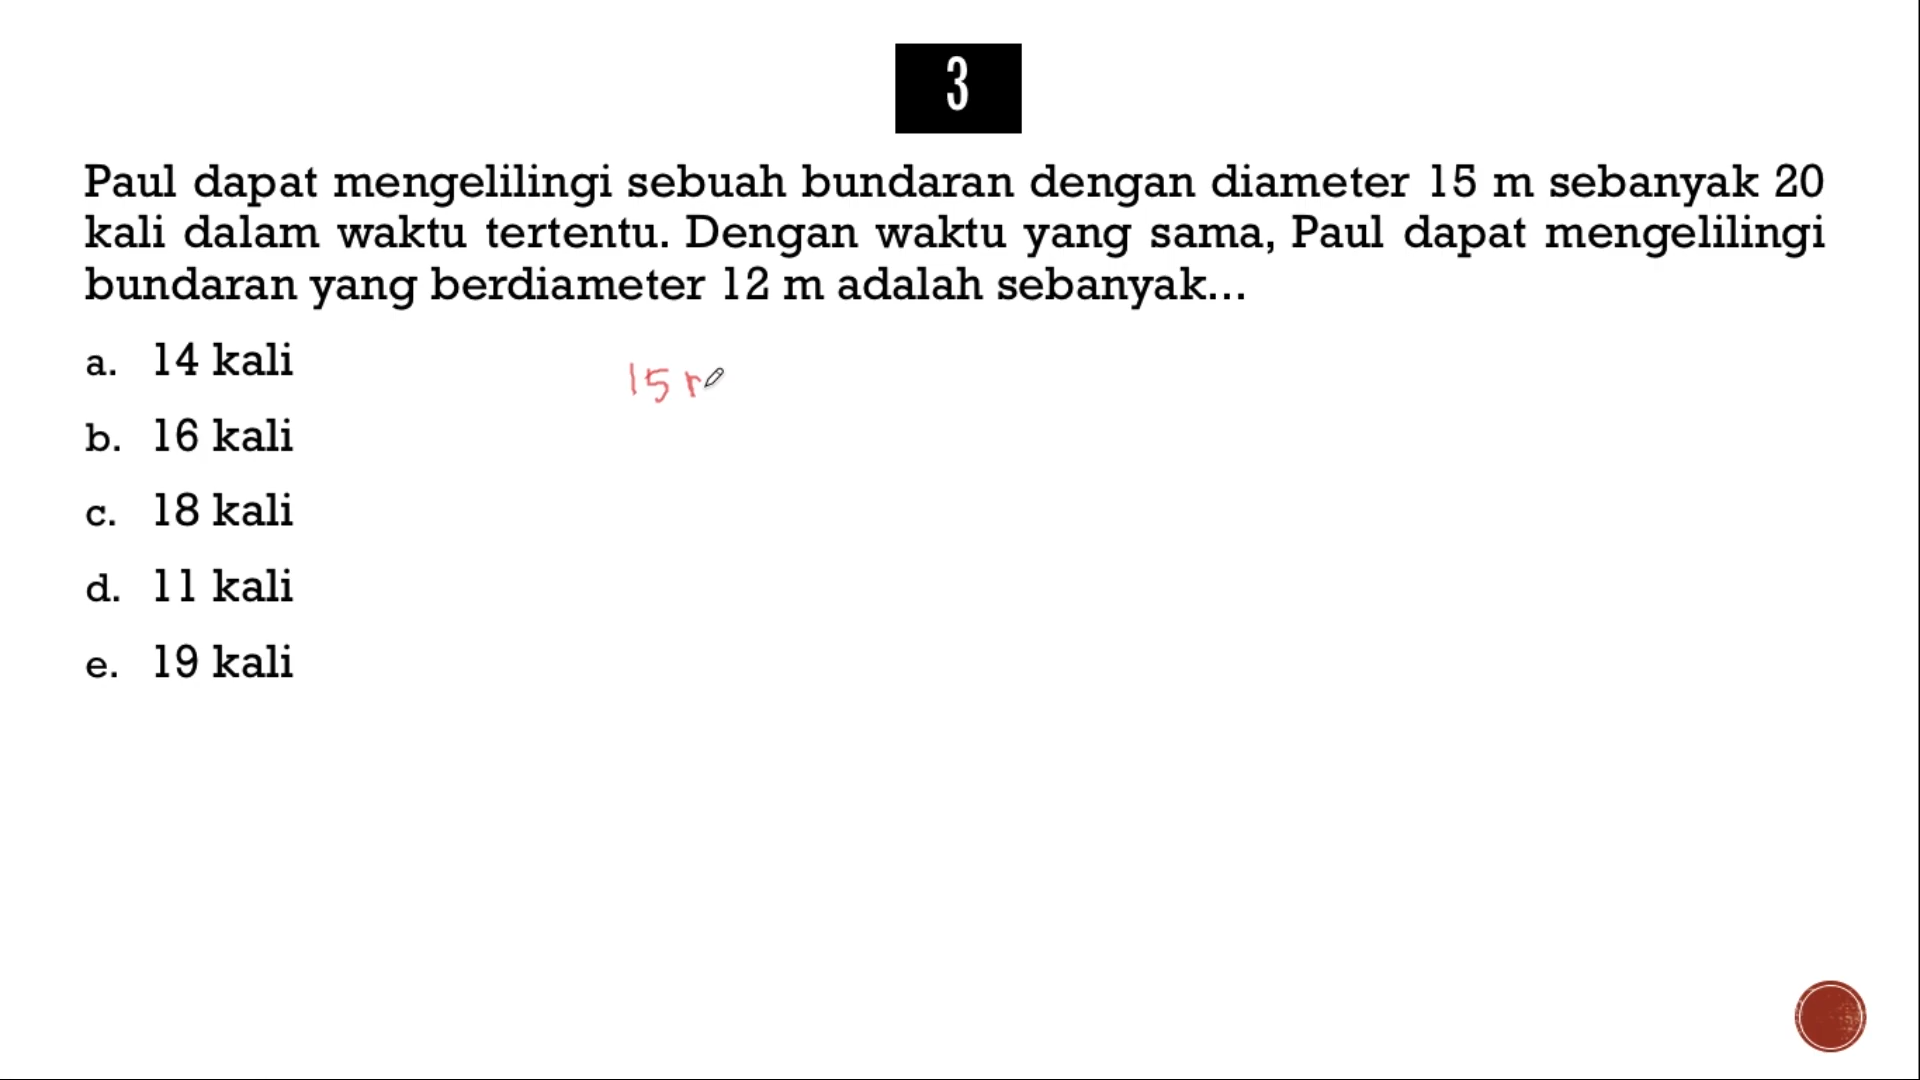 3
Paul dapat mengelilingi sebuah bundaran dengan diameter 15 m sebanyak 20
kali dalam waktu tertentu. Dengan waktu yang sama, Paul dapat mengelilingi
bundaran yang berdiameter 12 m adalah sebanyak...
a. 14 kali
15
b. 16 kali
c. 18 kali
d. 11 kali
e. 19 kali